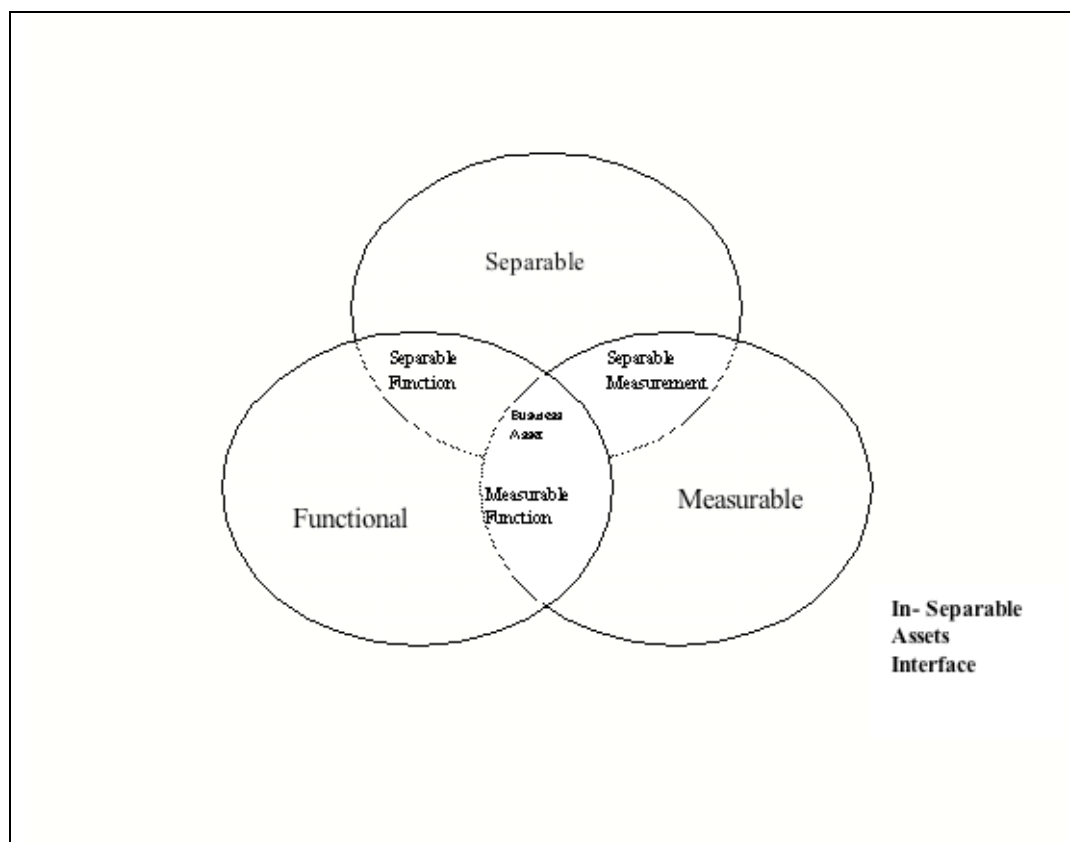 Separable
Separable
Function
Separable
Measurement
Business
Asset
Measurable
Function
Functional
Measurable
In- Separable
Assets
Interface